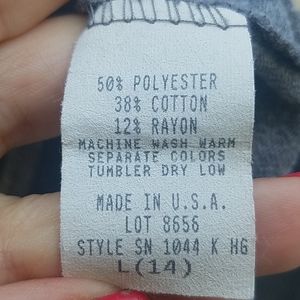 50% POLYESTER
38% COTTON
12% RAYON
MACHINE WASH WARM
SEPARATE COLORS
TUMBLER DRY LOW
MADE IN U.S.A.
LOT 8656
STYLE SN 1044 K HG
L(14)